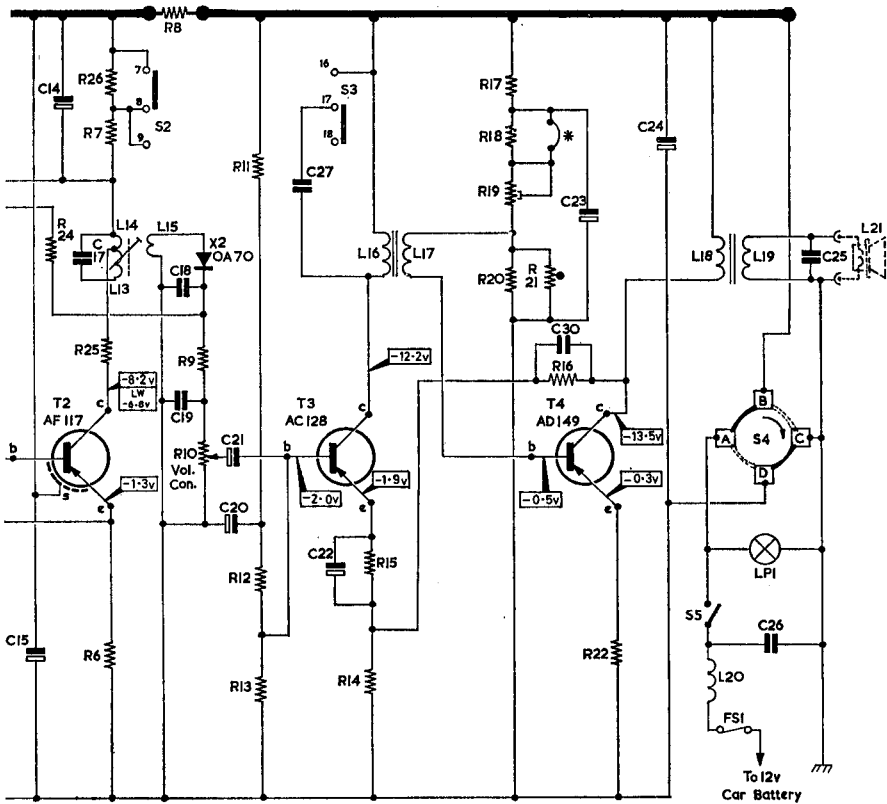 R8
C14
R26
7
8
S2
R7
9
16
S3
17
18
R17
R18
*
R19
C23
C24
R11
C27
R
24
C
17
L14
L15
L13
X2
OA70
C18
L16
L17
R20
R
21
L18
L19
C25
L21
C30
R16
R25
R9
-8·2v
LW
-6·8v
-12·2v
T2
AF117
c
C19
T3
AC128
c
T4
AD149
c
-13·5v
B
A
S4
C
D
b
R10
Vol.
Con.
C21
b
b
s
-1·3v
e
-2·0v
-1·9v
e
-0·5v
-0·3v
e
C20
C22
R15
R12
LP1
S5
C15
R6
R13
R14
R22
C26
L20
FS1
To 12v
Car Battery